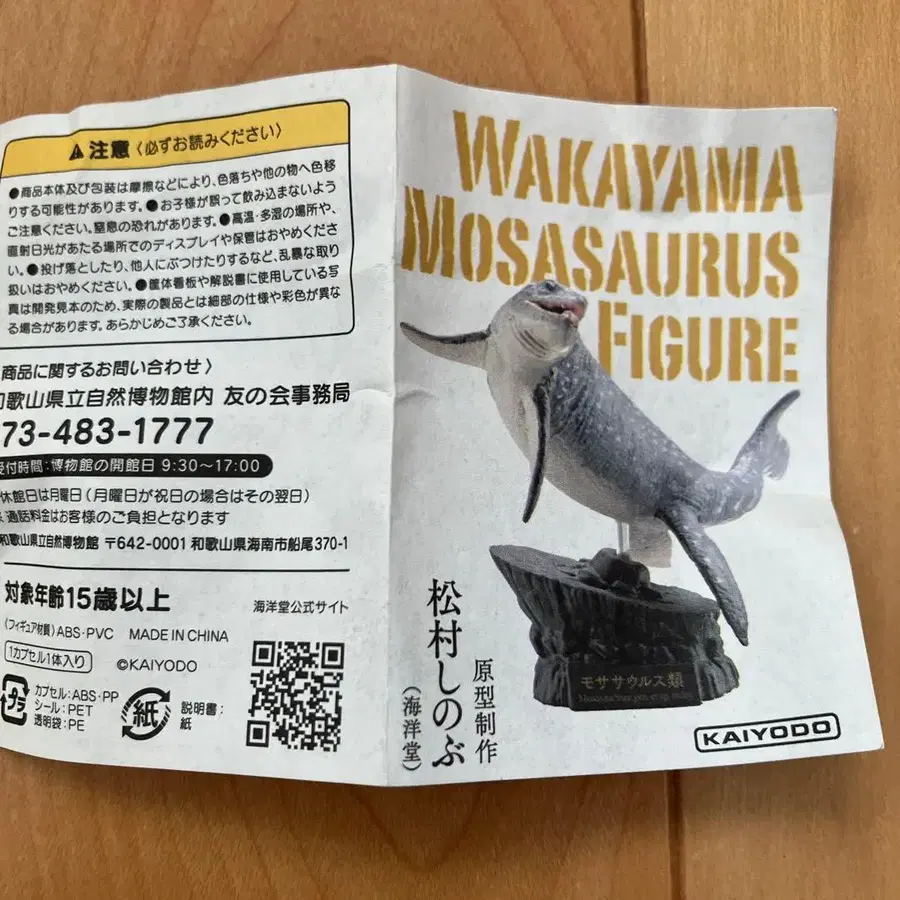 ⚠注意〈必ずお読みください〉
●商品本体及び包装は摩擦などにより、色落ちや他の物へ色移
りする可能性があります。●お子様が誤って飲み込まないよう
ご注意ください。窒息の恐れがあります。●高温・多湿の場所や、
直射日光があたる場所でのディスプレイや保管はおやめくださ
い。●投げ落としたり、他人にぶつけたりするなど、乱暴な取り
扱いはおやめください。●筐体看板や解説書に使用している写
真は開発見本のため、実際の製品とは細部の仕様や彩色が異な
る場合があります。あらかじめご了承ください。
商品に関するお問い合わせ〉
歌山県立自然博物館内 友の会事務局
73-483-1777
受付時間:博物館の開館日 9:30〜17:00
休館日は月曜日(月曜日が祝日の場合はその翌日)
※通話料金はお客様のご負担となります
和歌山県立自然博物館 〒642-0001 和歌山県海南市船尾370-1
対象年齢15歳以上
海洋堂公式サイト
(フィギュア材質) ABS・PVC MADE IN CHINA
1カプセル1体入り
©KAIYODO
プラ
カプセル:ABS・PP
シール:PET
透明袋:PE
紙
説明書:
紙
WAKAYAMA
MOSASAURUS
FIGURE
モササウルス類
原型制作
松村しのぶ
(海洋堂)
KAIYODO